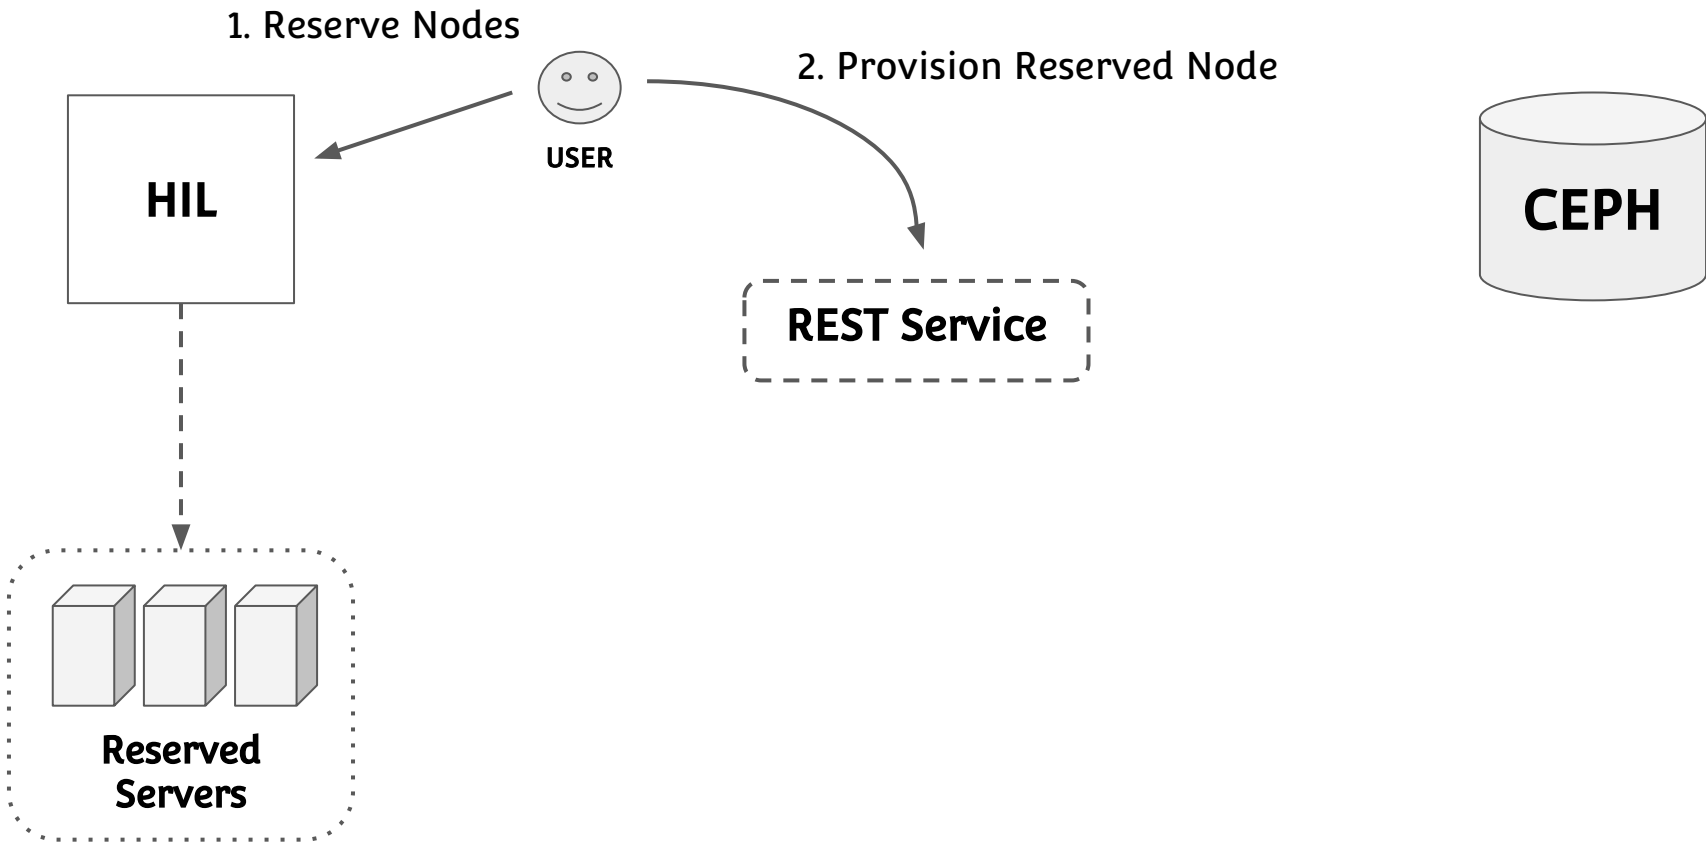 1. Reserve Nodes
2. Provision Reserved Node
USER
HIL
CEPH
REST Service
Reserved
Servers